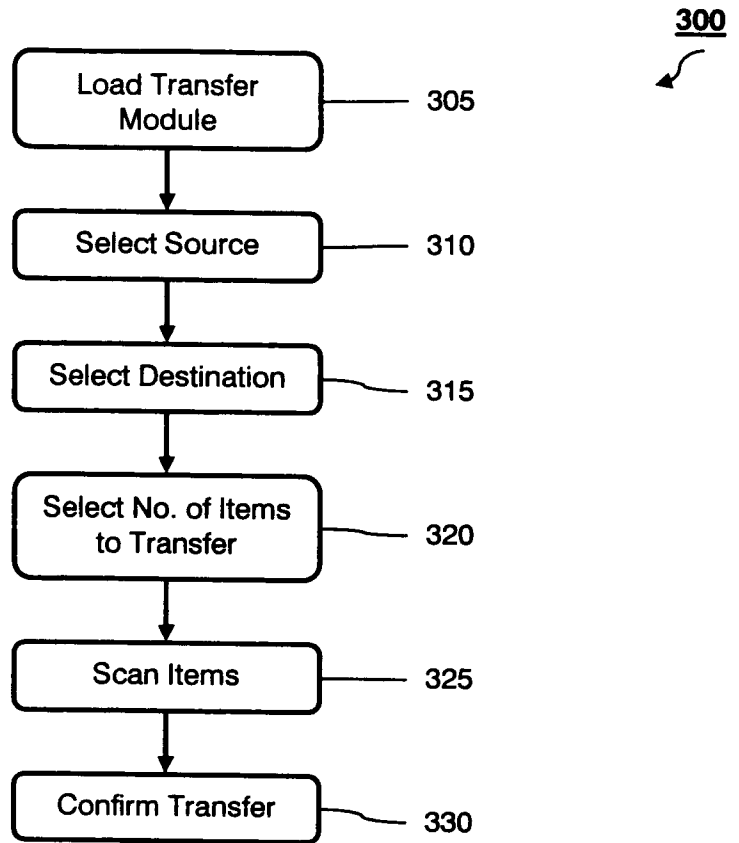 300
Load Transfer
Module
305
Select Source
310
Select Destination
315
Select No. of Items
to Transfer
320
Scan Items
325
Confirm Transfer
330